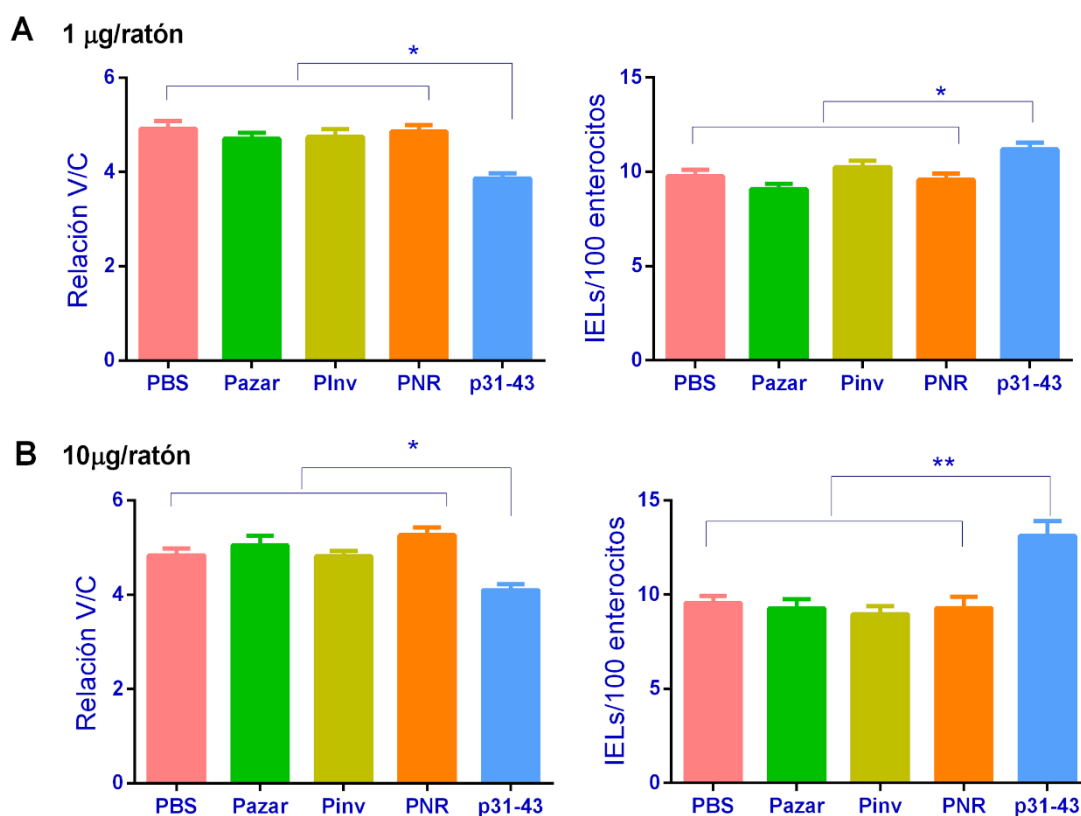 A 1 μg/ratón
*
6
4
2
0
Relación V/C
PBS Pazar PInv PNR p31-43
*
15
10
5
0
IELs/100 enterocitos
PBS Pazar Pinv PNR p31-43
B 10μg/ratón
*
6
4
2
0
Relación V/C
PBS Pazar Pinv PNR p31-43
**
15
10
5
0
IELs/100 enterocitos
PBS Pazar Pinv PNR p31-43